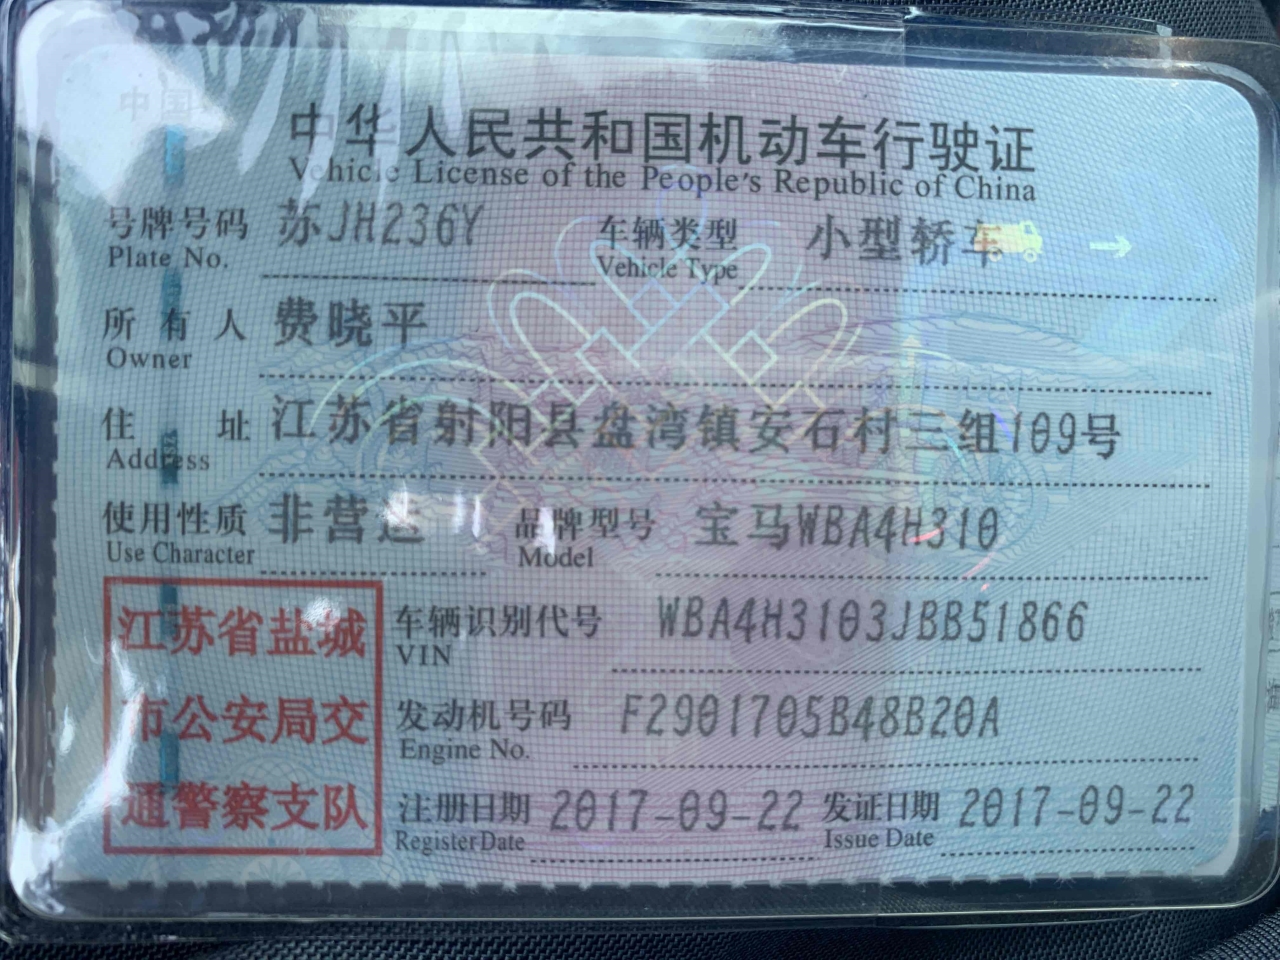 中华人民共和国机动车行驶证
Vehicle License of the People's Republic of China
号牌号码 苏JH236Y 车辆类型 小型轿车
Plate No. Vehicle Type
所有人 费晓平
Owner
住址 江苏省射阳县盘湾镇安石村三组109号
Address
使用性质 非营运 品牌型号 宝马WBA4H310
Use Character Model
江苏省盐城
市公安局交
通警察支队
车辆识别代号 WBA4H3103JBB51866
VIN
发动机号码 F2901705B48B20A
Engine No.
注册日期 2017-09-22 发证日期 2017-09-22
Register Date Issue Date